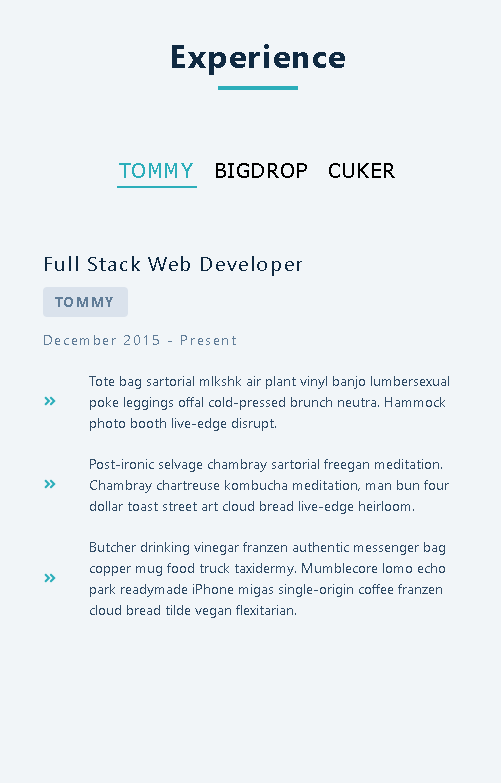 Experience
TOMMY BIGDROP CUKER
Full Stack Web Developer
TOMMY
December 2015 - Present
Tote bag sartorial mlkshk air plant vinyl banjo lumbersexual
poke leggings offal cold-pressed brunch neutra. Hammock
photo booth live-edge disrupt.
Post-ironic selvage chambray sartorial freegan meditation.
Chambray chartreuse kombucha meditation, man bun four
dollar toast street art cloud bread live-edge heirloom.
Butcher drinking vinegar franzen authentic messenger bag
copper mug food truck taxidermy. Mumblecore lomo echo
park readymade iPhone migas single-origin coffee franzen
cloud bread tilde vegan flexitarian.